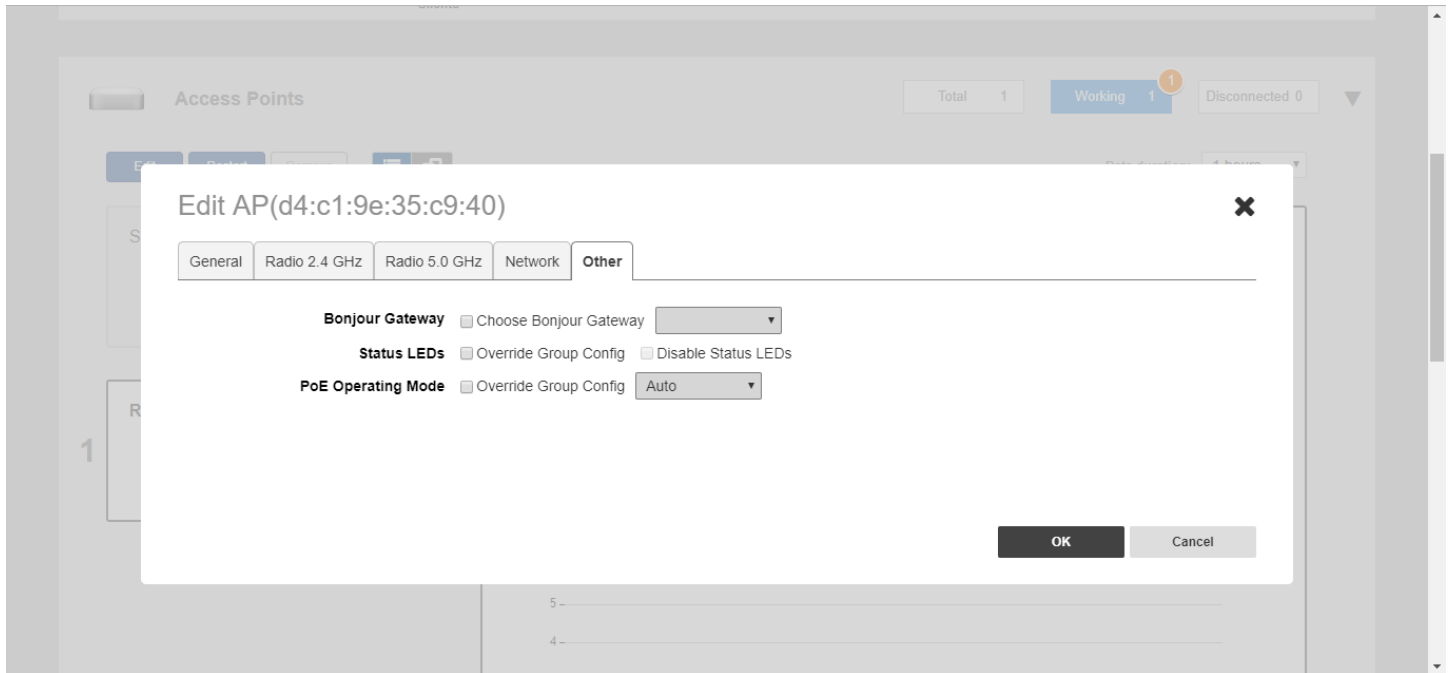 Access Points
Total 1
Working 1
1
Disconnected 0
1 hours
Edit AP(d4:c1:9e:35:c9:40)
General
Radio 2.4 GHz
Radio 5.0 GHz
Network
Other
Bonjour Gateway Choose Bonjour Gateway
Status LEDs Override Group Config Disable Status LEDs
PoE Operating Mode Override Group Config Auto
S
R
1
OK
Cancel
5
4